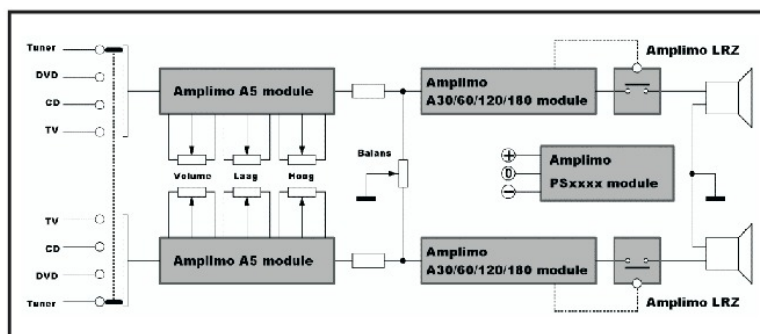 Tuner
DVD
CD
TV
Amplimo A5 module
Amplimo
A30/60/120/180 module
Amplimo LRZ
Volume
Laag
Hoog
Balans
+
0
−
Amplimo
PSxxxx module
TV
CD
DVD
Tuner
Amplimo A5 module
Amplimo
A30/60/120/180 module
Amplimo LRZ